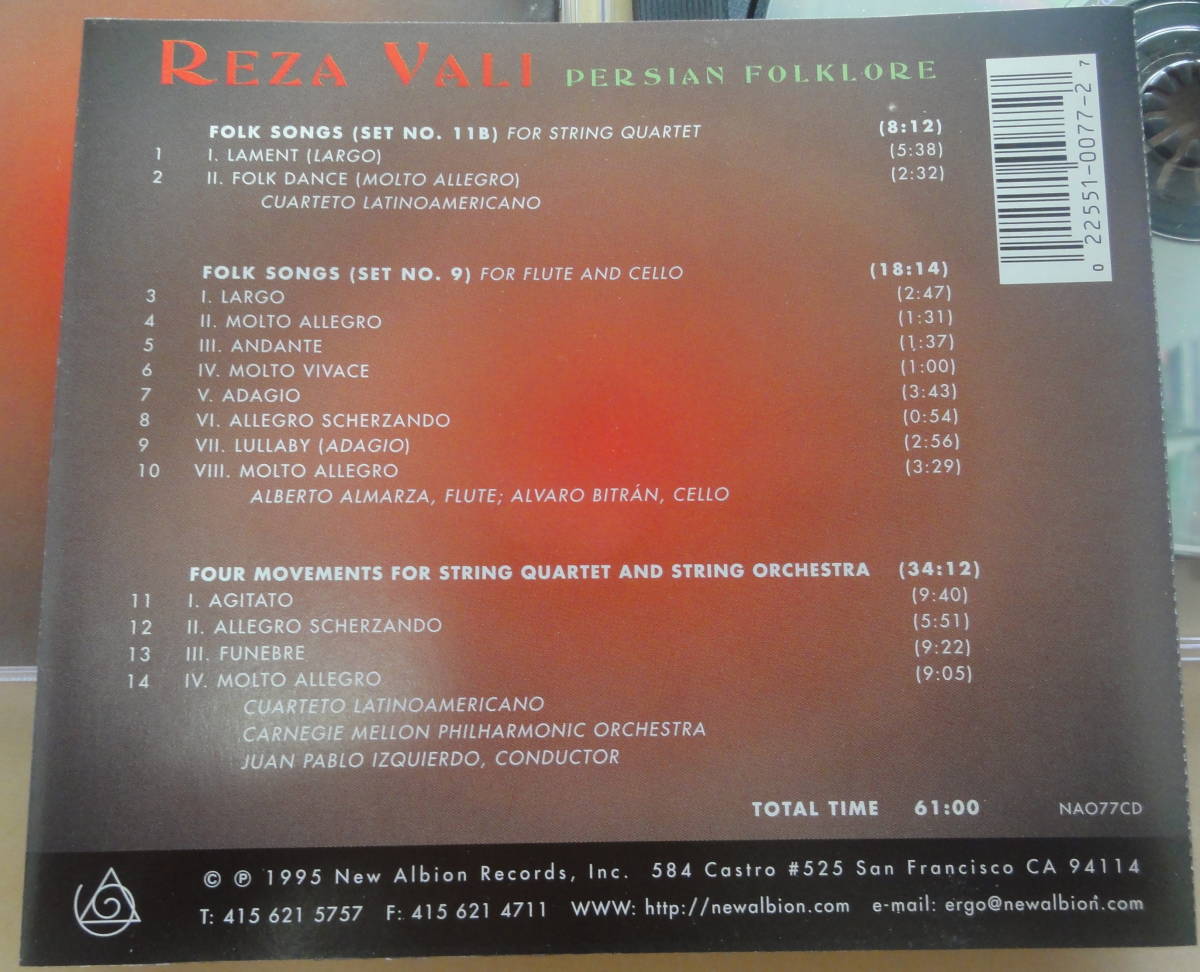 REZA VALI PERSIAN FOLKLORE
FOLK SONGS (SET NO. 11B) FOR STRING QUARTET (8:12)
1 I. LAMENT (LARGO) (5:38)
2 II. FOLK DANCE (MOLTO ALLEGRO) (2:32)
CUARTETO LATINOAMERICANO
0 22551-0077-2 7
FOLK SONGS (SET NO. 9) FOR FLUTE AND CELLO (18:14)
3 I. LARGO (2:47)
4 II. MOLTO ALLEGRO (1:31)
5 III. ANDANTE (1:37)
6 IV. MOLTO VIVACE (1:00)
7 V. ADAGIO (3:43)
8 VI. ALLEGRO SCHERZANDO (0:54)
9 VII. LULLABY (ADAGIO) (2:56)
10 VIII. MOLTO ALLEGRO (3:29)
ALBERTO ALMARZA, FLUTE; ALVARO BITRÁN, CELLO
FOUR MOVEMENTS FOR STRING QUARTET AND STRING ORCHESTRA (34:12)
11 I. AGITATO (9:40)
12 II. ALLEGRO SCHERZANDO (5:51)
13 III. FUNEBRE (9:22)
14 IV. MOLTO ALLEGRO (9:05)
CUARTETO LATINOAMERICANO
CARNEGIE MELLON PHILHARMONIC ORCHESTRA
JUAN PABLO IZQUIERDO, CONDUCTOR
TOTAL TIME 61:00 NA077CD
© ℗ 1995 New Albion Records, Inc. 584 Castro #525 San Francisco CA 94114
T: 415 621 5757 F: 415 621 4711 WWW: http://newalbion.com e-mail: ergo@newalbion.com